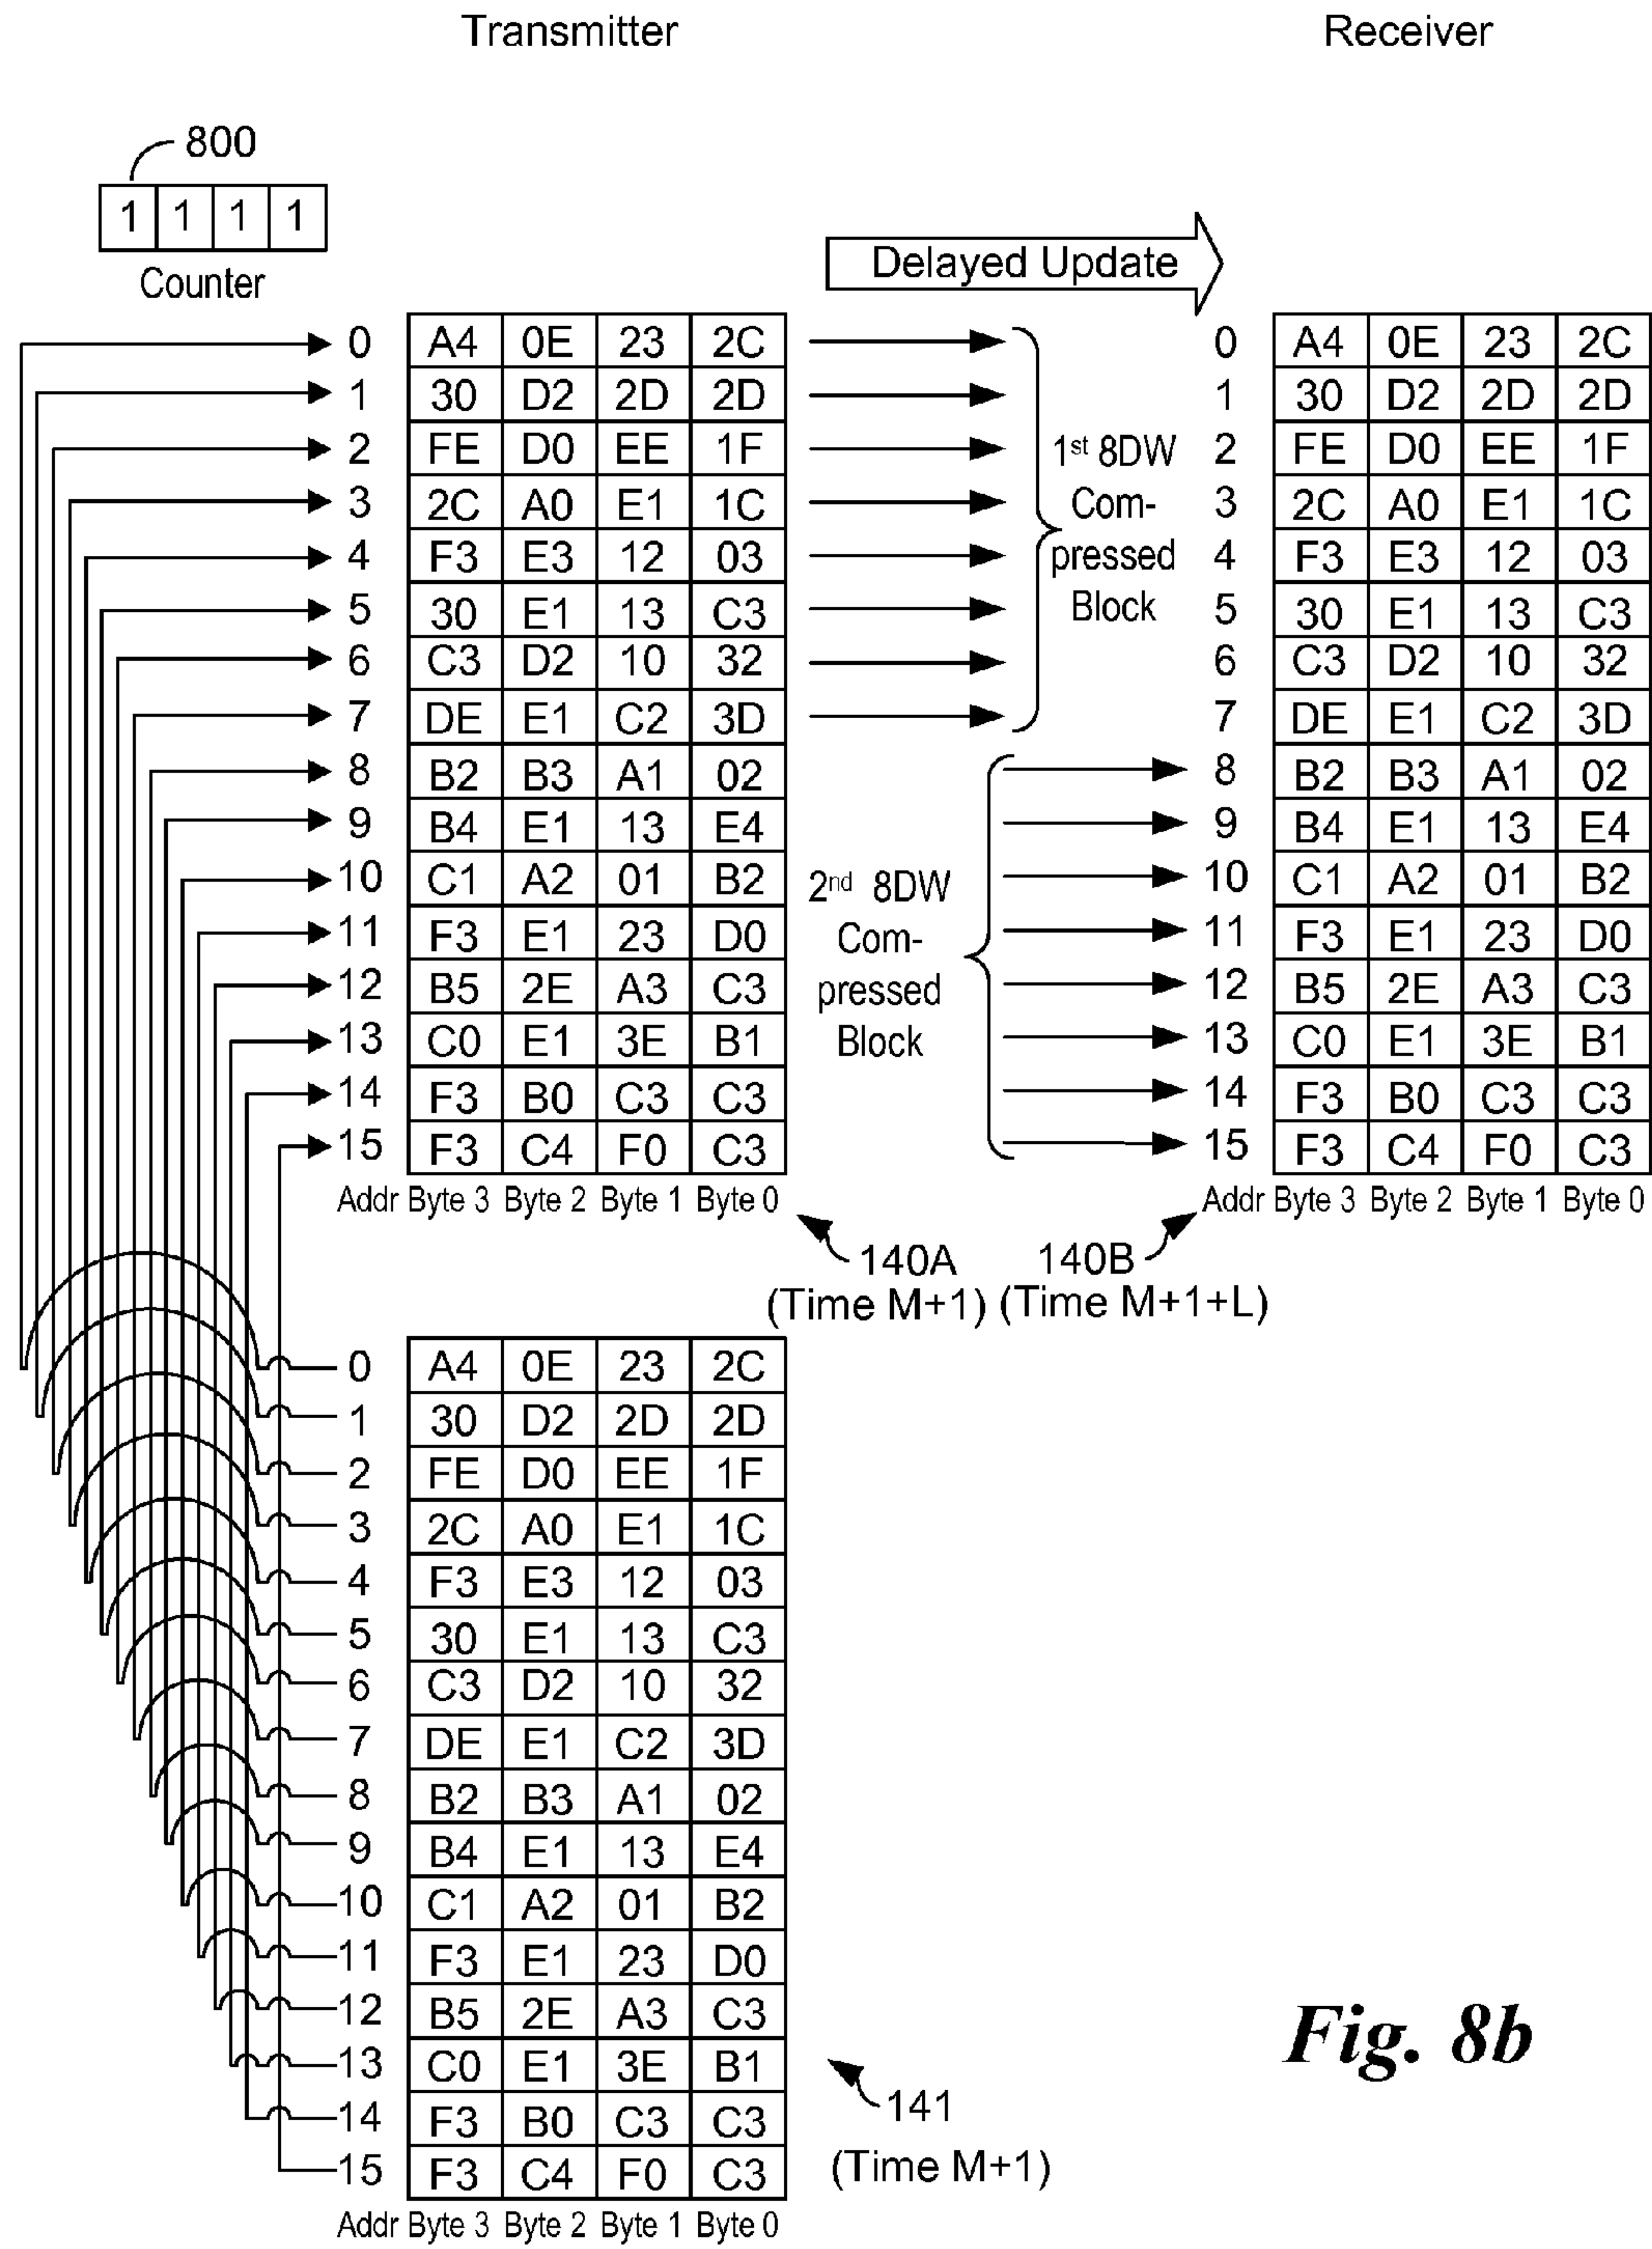 Transmitter Receiver
800
1 1 1 1
Counter
Delayed Update
0 A4 0E 23 2C 0 A4 0E 23 2C
1 30 D2 2D 2D 1 30 D2 2D 2D
2 FE D0 EE 1F 1st 8DW 2 FE D0 EE 1F
3 2C A0 E1 1C Com- 3 2C A0 E1 1C
4 F3 E3 12 03 pressed 4 F3 E3 12 03
5 30 E1 13 C3 Block 5 30 E1 13 C3
6 C3 D2 10 32 6 C3 D2 10 32
7 DE E1 C2 3D 7 DE E1 C2 3D
8 B2 B3 A1 02 8 B2 B3 A1 02
9 B4 E1 13 E4 9 B4 E1 13 E4
10 C1 A2 01 B2 2nd 8DW 10 C1 A2 01 B2
11 F3 E1 23 D0 Com- 11 F3 E1 23 D0
12 B5 2E A3 C3 pressed 12 B5 2E A3 C3
13 C0 E1 3E B1 Block 13 C0 E1 3E B1
14 F3 B0 C3 C3 14 F3 B0 C3 C3
15 F3 C4 F0 C3 15 F3 C4 F0 C3
Addr Byte 3 Byte 2 Byte 1 Byte 0 Addr Byte 3 Byte 2 Byte 1 Byte 0
140A 140B
(Time M+1) (Time M+1+L)
0 A4 0E 23 2C
1 30 D2 2D 2D
2 FE D0 EE 1F
3 2C A0 E1 1C
4 F3 E3 12 03
5 30 E1 13 C3
6 C3 D2 10 32
7 DE E1 C2 3D
8 B2 B3 A1 02
9 B4 E1 13 E4
10 C1 A2 01 B2
11 F3 E1 23 D0
12 B5 2E A3 C3
13 C0 E1 3E B1
14 F3 B0 C3 C3
15 F3 C4 F0 C3
Addr Byte 3 Byte 2 Byte 1 Byte 0
141
(Time M+1)
Fig. 8b